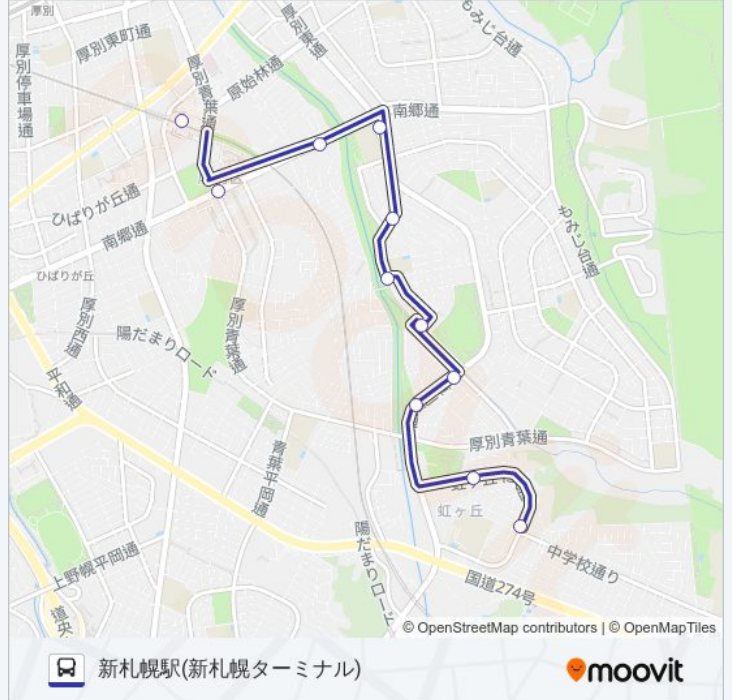 厚別
厚別東町通
厚別停車場通
厚別青葉通
原始林通
厚別東通
もみじ台通
南郷通
ひばりが丘通
南郷通
ひばりが丘
もみじ台通
厚別西通
陽だまりロード
厚別青葉通
平和通
厚別青葉通
青葉平岡通
虹ヶ丘
陽だまりロード
中学校通り
上野幌平岡通
国道274号
道央
© OpenStreetMap contributors | © OpenMapTiles
新札幌駅(新札幌ターミナル)
moovit